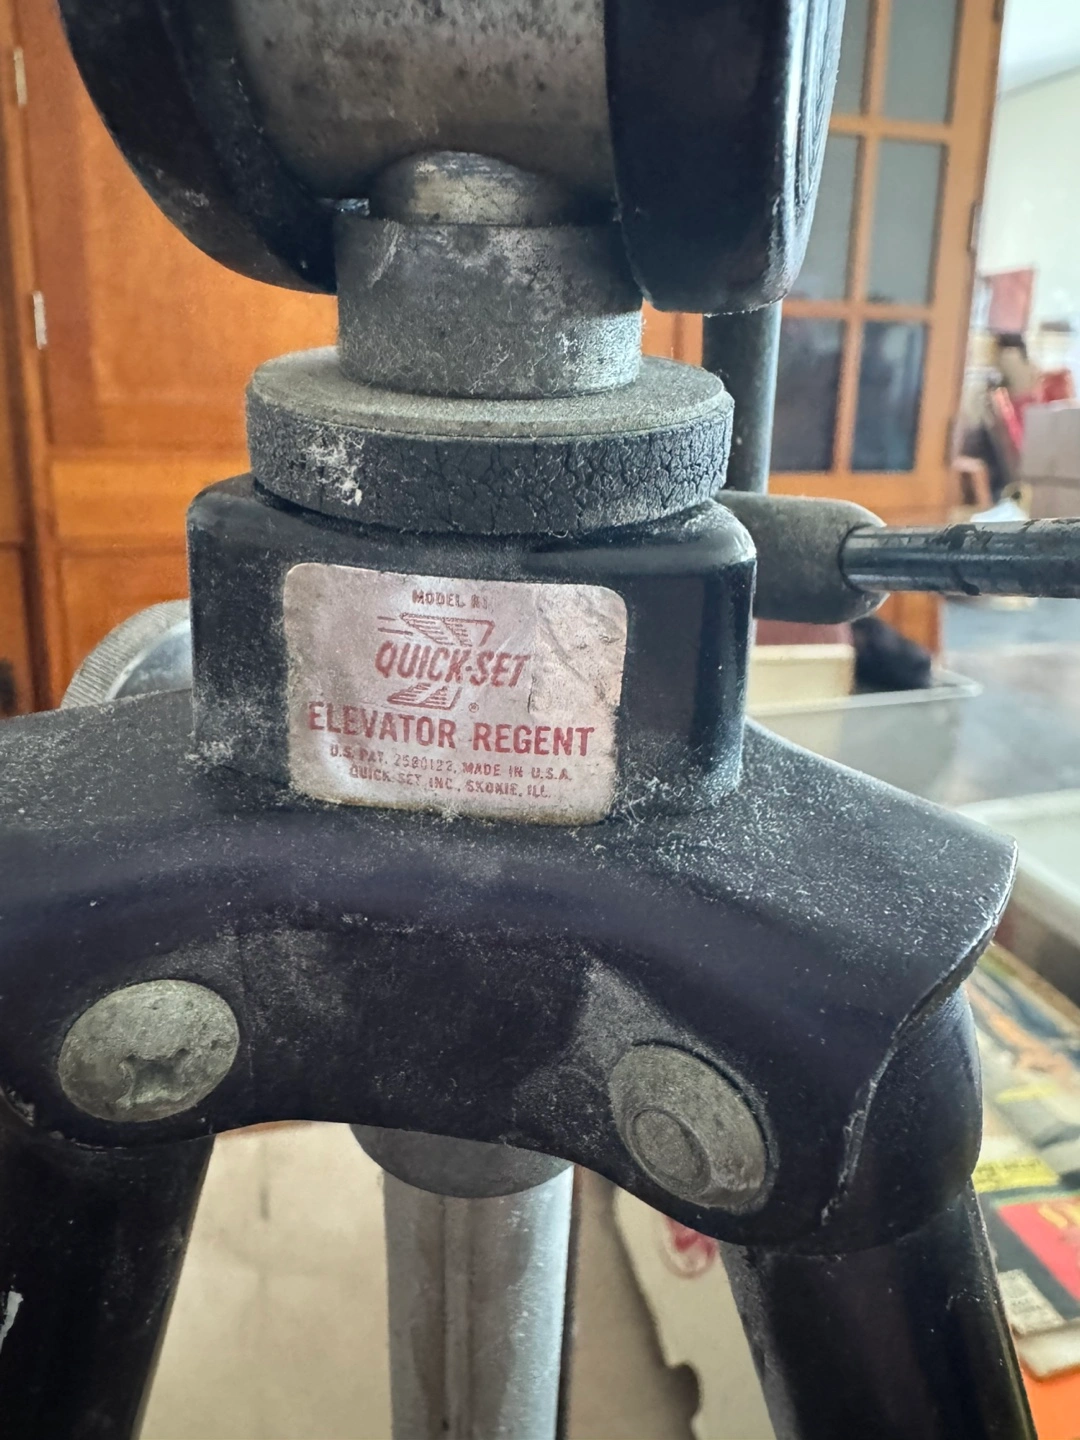 MODEL R1
QUICK-SET
®
ELEVATOR REGENT
U.S. PAT. 2580122, MADE IN U.S.A.
QUICK-SET INC., SKOKIE, ILL.